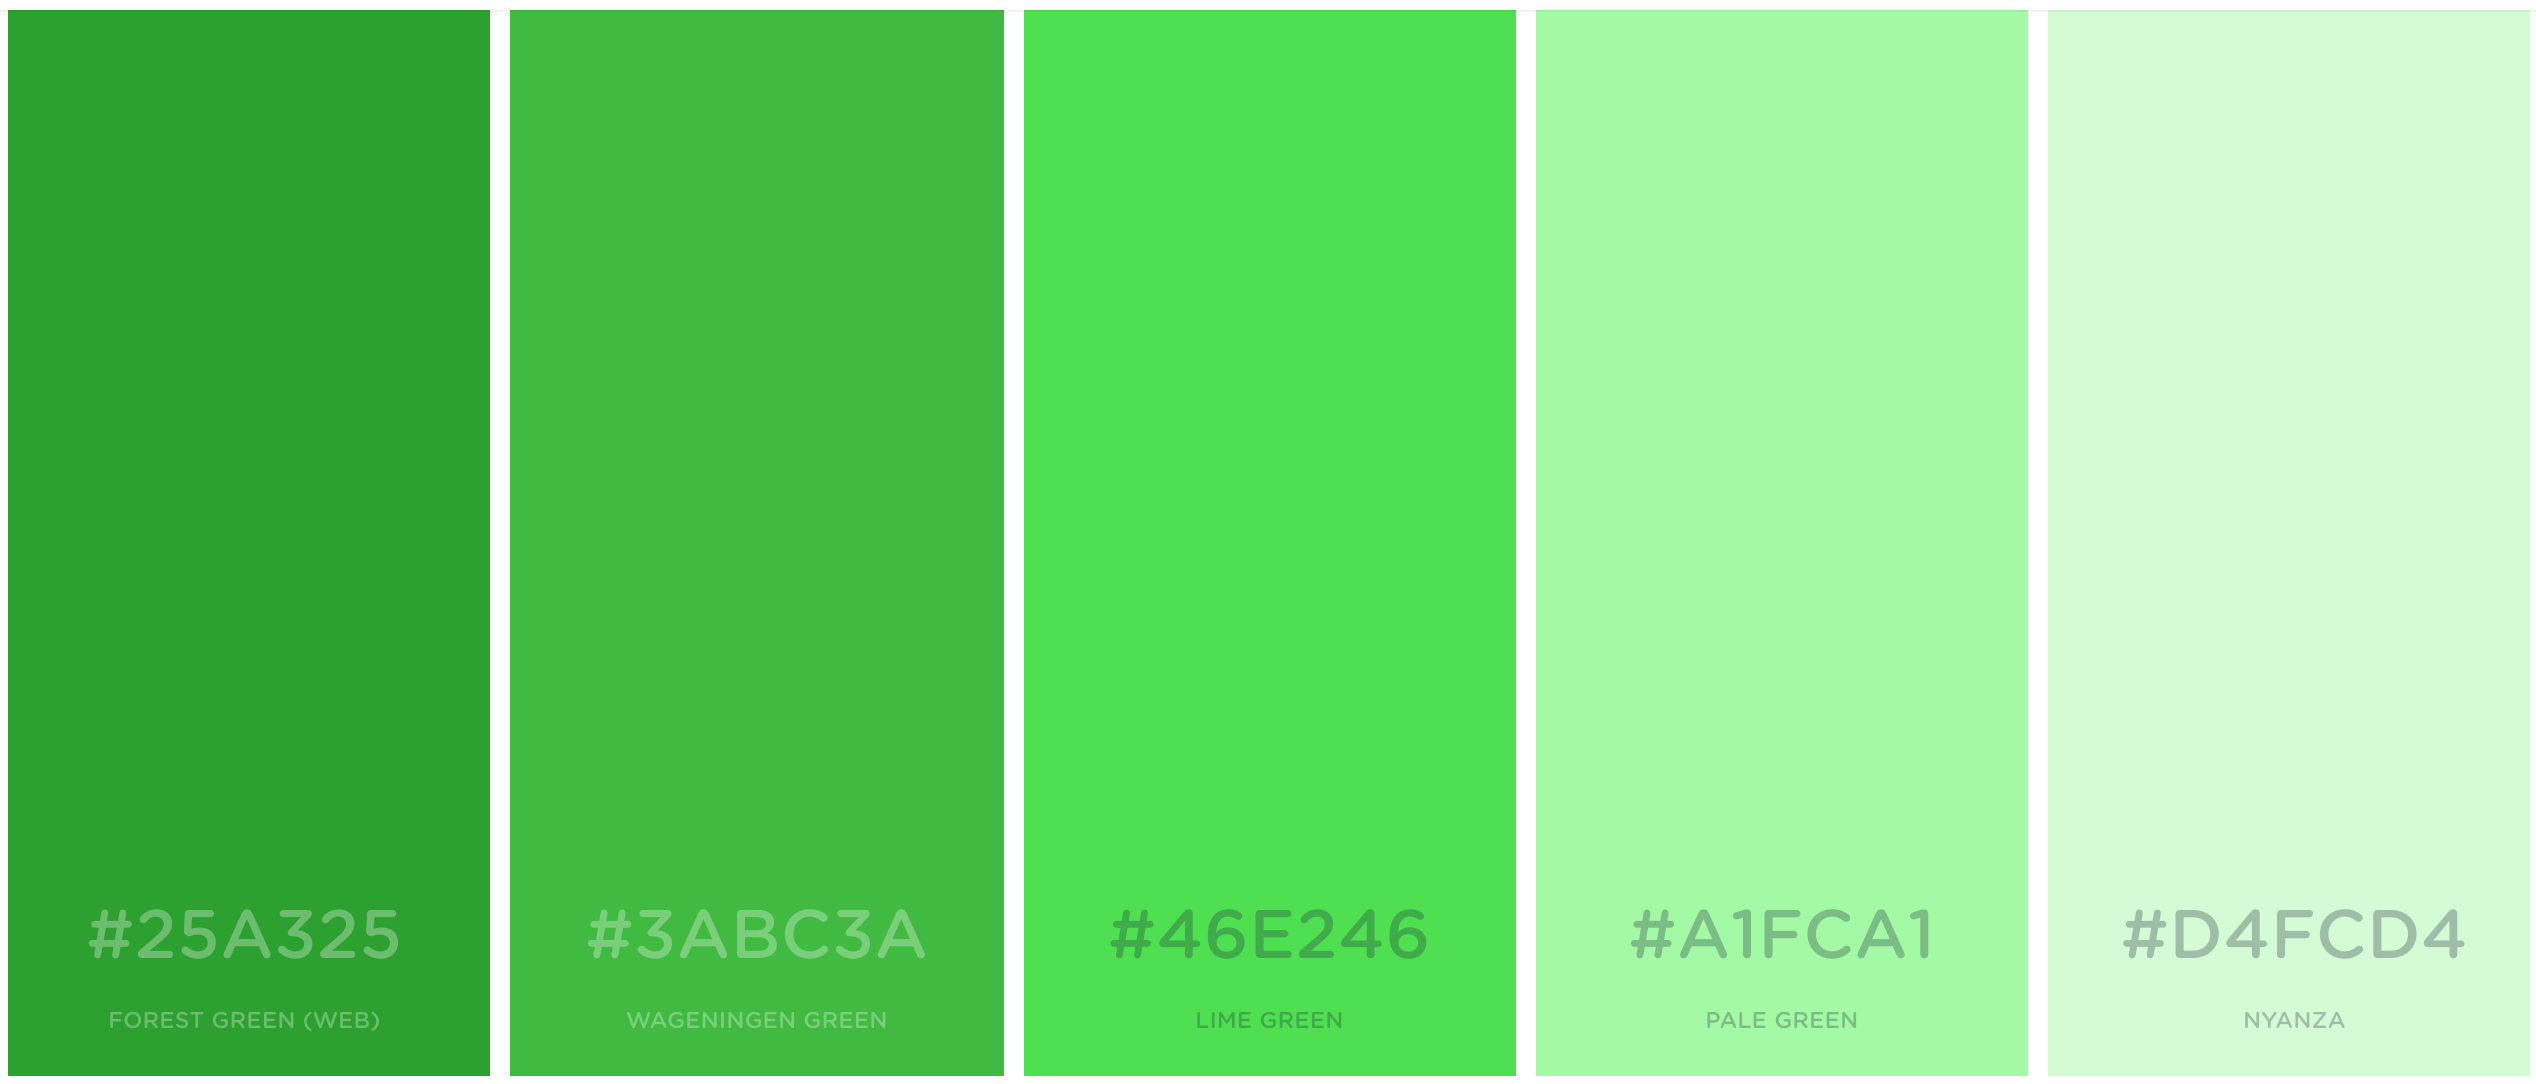 #25A325
FOREST GREEN (WEB)
#3ABC3A
WAGENINGEN GREEN
#46E246
LIME GREEN
#A1FCA1
PALE GREEN
#D4FCD4
NYANZA